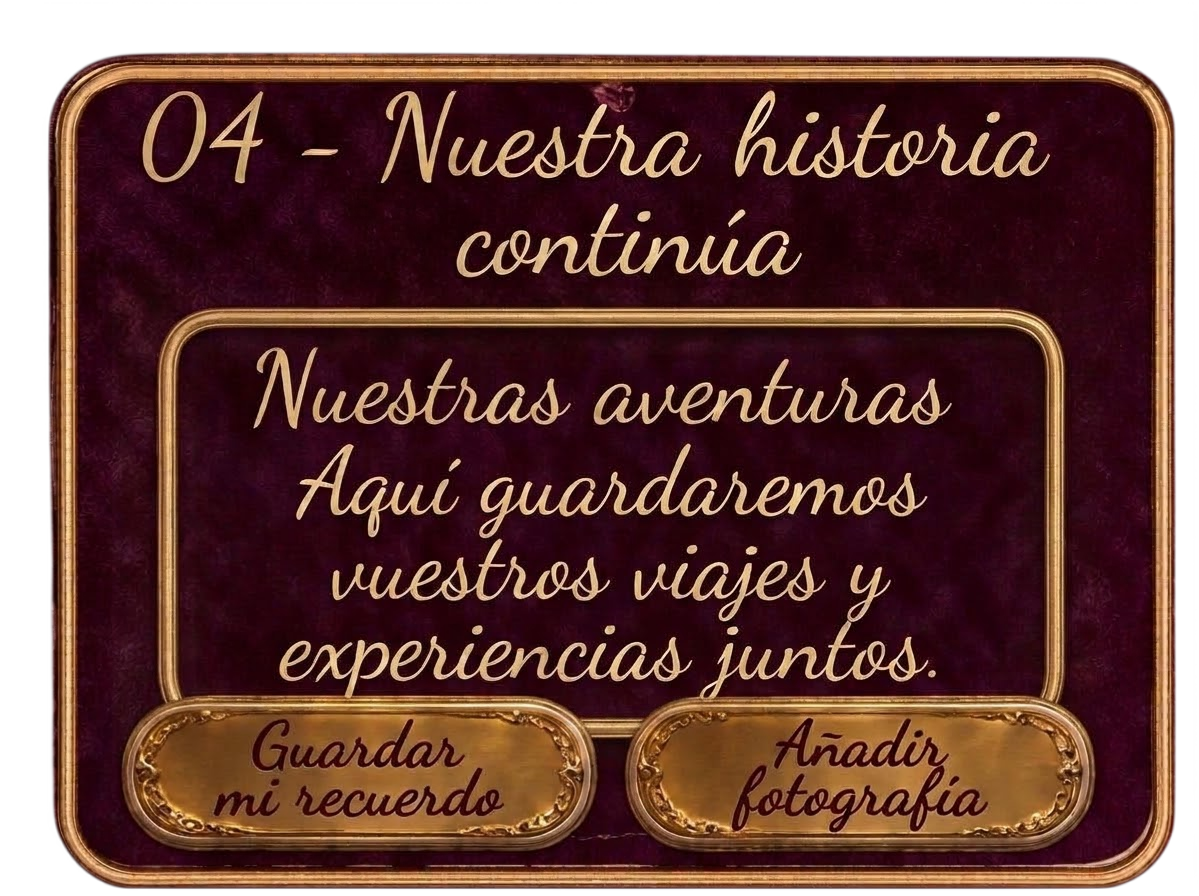 04 - Nuestra historia
continúa
Nuestras aventuras
Aquí guardaremos
vuestros viajes y
experiencias juntos.
Guardar
mi recuerdo
Añadir
fotografía